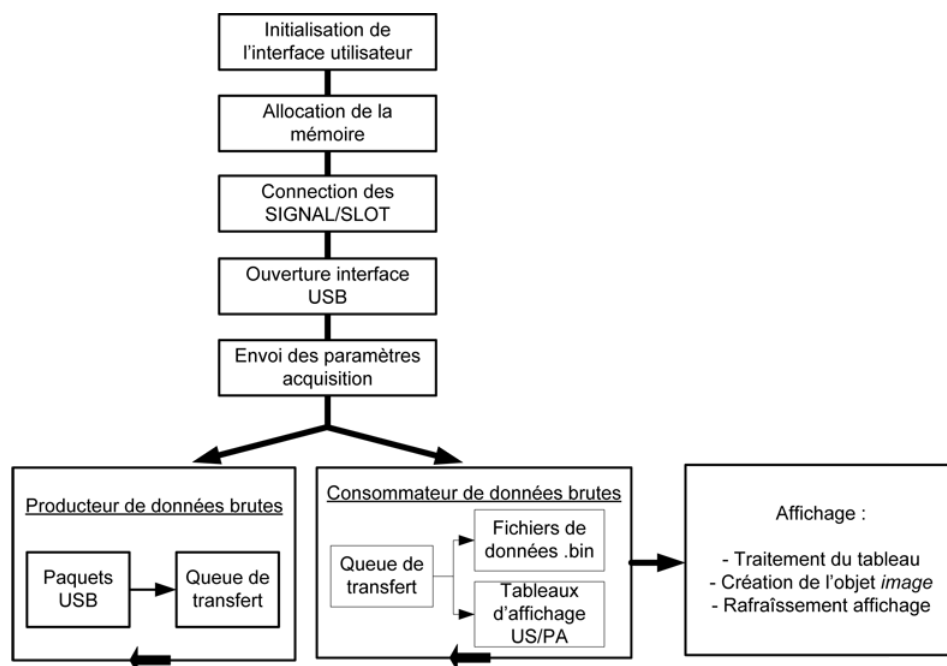 Initialisation de
l'interface utilisateur
Allocation de la
mémoire
Connection des
SIGNAL/SLOT
Ouverture interface
USB
Envoi des paramètres
acquisition
Producteur de données brutes
Paquets
USB
Queue de
transfert
Consommateur de données brutes
Queue de
transfert
Fichiers de
données .bin
Tableaux
d'affichage
US/PA
Affichage :
- Traitement du tableau
- Création de l'objet image
- Rafraîssement affichage